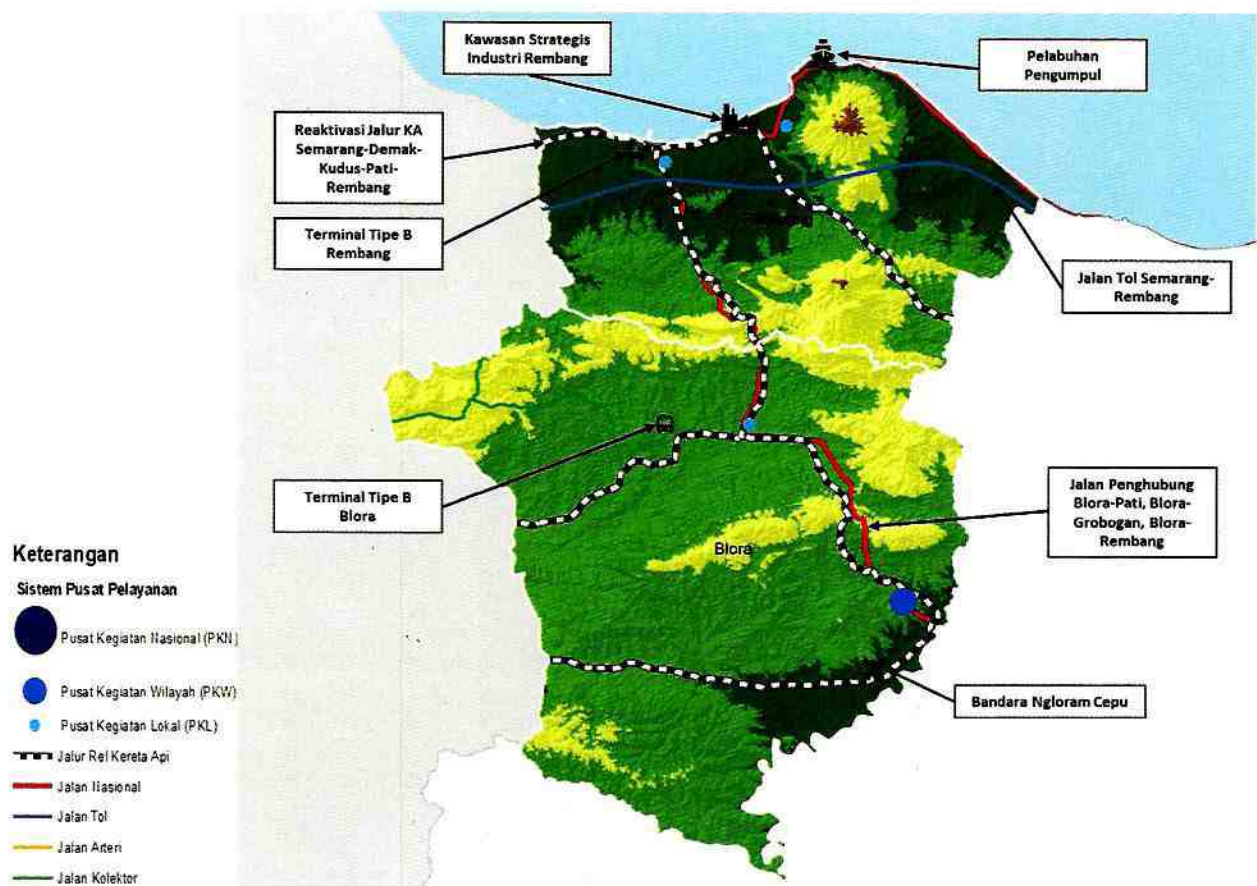 Kawasan Strategis
Industri Rembang
Pelabuhan
Pengumpul
Reaktivasi Jalur KA
Semarang-Demak-
Kudus-Pati-
Rembang
Terminal Tipe B
Rembang
Jalan Tol Semarang-
Rembang
Terminal Tipe B
Blora
Jalan Penghubung
Blora-Pati, Blora-
Grobogan, Blora-
Rembang
Blora
Bandara Ngloram Cepu
Keterangan
Sistem Pusat Pelayanan
Pusat Kegiatan Nasional (PKN)
Pusat Kegiatan Wilayah (PKW)
Pusat Kegiatan Lokal (PKL)
Jalur Rel Kereta Api
Jalan Nasional
Jalan Tol
Jalan Arteri
Jalan Kolektor